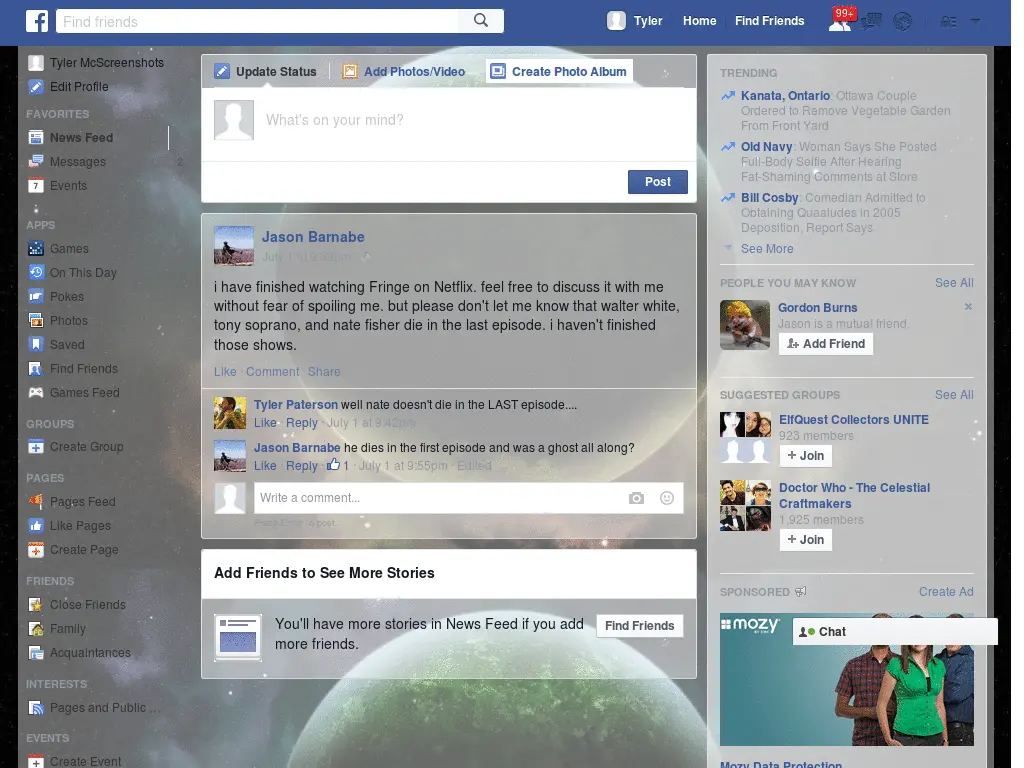 Find friends
Tyler
Home
Find Friends
99+
Tyler McScreenshots
Edit Profile
FAVORITES
News Feed
Messages
2
Events
APPS
Games
On This Day
Pokes
Photos
Saved
Find Friends
Games Feed
GROUPS
Create Group
PAGES
Pages Feed
Like Pages
Create Page
FRIENDS
Close Friends
Family
Acquaintances
INTERESTS
Pages and Public ...
EVENTS
Create Event
Update Status
Add Photos/Video
Create Photo Album
What's on your mind?
Post
Jason Barnabe
July 1 at
i have finished watching Fringe on Netflix. feel free to discuss it with me
without fear of spoiling me. but please don't let me know that walter white,
tony soprano, and nate fisher die in the last episode. i haven't finished
those shows.
Like · Comment · Share
Tyler Paterson well nate doesn't die in the LAST episode....
Like · Reply · July 1 at 9:42pm
Jason Barnabe he dies in the first episode and was a ghost all along?
Like · Reply · 1 · July 1 at 9:55pm · Edited
Write a comment...
Press Enter to post.
Add Friends to See More Stories
You'll have more stories in News Feed if you add
more friends.
Find Friends
TRENDING
Kanata, Ontario: Ottawa Couple
Ordered to Remove Vegetable Garden
From Front Yard
Old Navy: Woman Says She Posted
Full-Body Selfie After Hearing
Fat-Shaming Comments at Store
Bill Cosby: Comedian Admitted to
Obtaining Quaaludes in 2005
Deposition, Report Says
See More
PEOPLE YOU MAY KNOW
See All
Gordon Burns
Jason is a mutual friend.
Add Friend
SUGGESTED GROUPS
See All
ElfQuest Collectors UNITE
923 members
+ Join
Doctor Who - The Celestial
Craftmakers
1,925 members
+ Join
SPONSORED
Create Ad
mozy
BY EMC
Chat
Mozy Data Protection